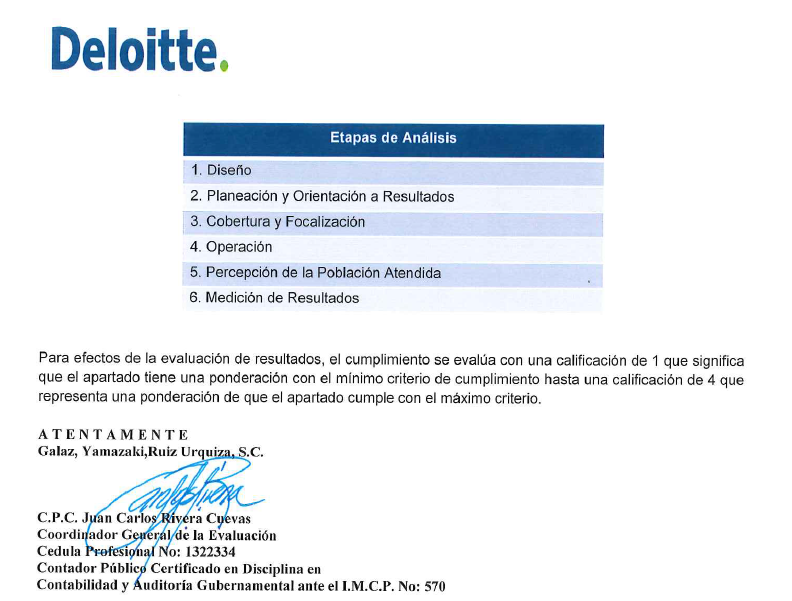 Deloitte.
Etapas de Análisis
1. Diseño
2. Planeación y Orientación a Resultados
3. Cobertura y Focalización
4. Operación
5. Percepción de la Población Atendida
6. Medición de Resultados
Para efectos de la evaluación de resultados, el cumplimiento se evalúa con una calificación de 1 que significa
que el apartado tiene una ponderación con el mínimo criterio de cumplimiento hasta una calificación de 4 que
representa una ponderación de que el apartado cumple con el máximo criterio.
A T E N T A M E N T E
Galaz, Yamazaki,Ruiz Urquiza, S.C.
C.P.C. Juan Carlos Rivera Cuevas
Coordinador General de la Evaluación
Cedula Profesional No: 1322334
Contador Público Certificado en Disciplina en
Contabilidad y Auditoría Gubernamental ante el I.M.C.P. No: 570